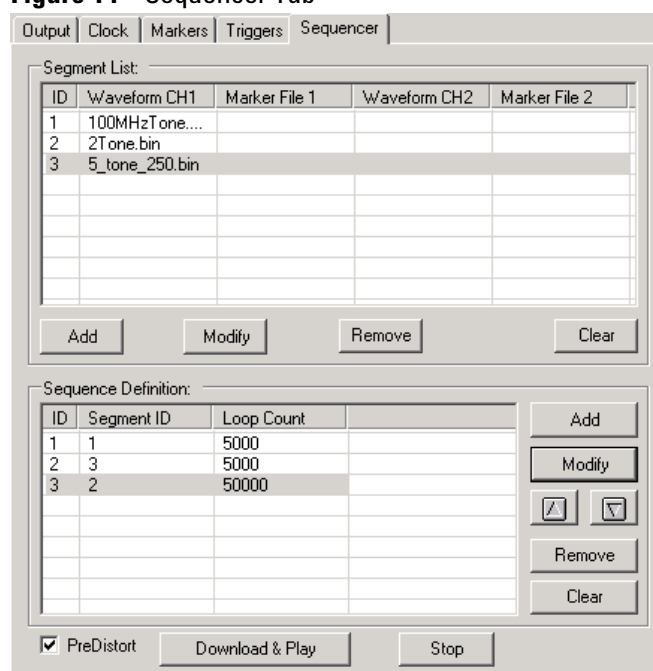 Figure 11 Sequencer Tab
Output Clock Markers Triggers Sequencer
Segment List:
ID Waveform CH1 Marker File 1 Waveform CH2 Marker File 2
1 100MHzTone....
2 2Tone.bin
3 5_tone_250.bin
Add Modify Remove Clear
Sequence Definition:
ID Segment ID Loop Count
1 1 5000
2 3 5000
3 2 50000
Add
Modify
Remove
Clear
PreDistort Download & Play Stop